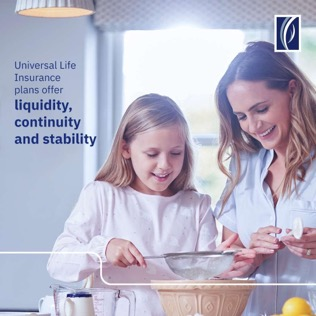 Universal Life
Insurance
plans offer
liquidity,
continuity
and stability